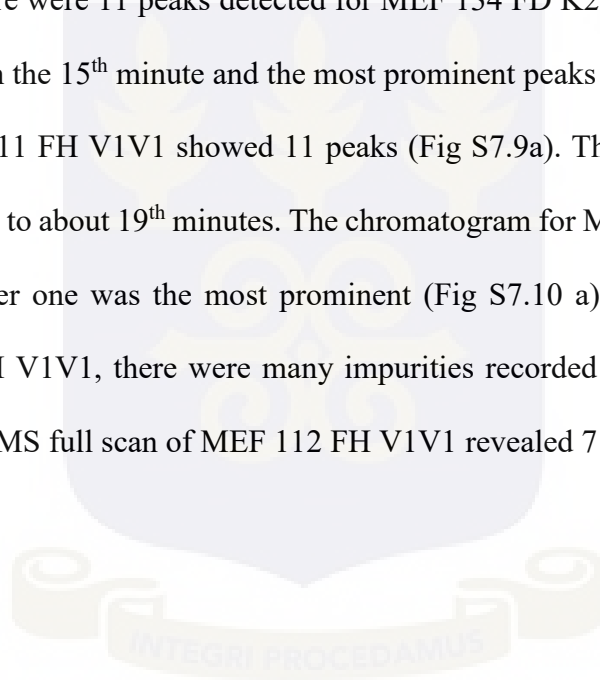 re were 11 peaks detected for MEF 134 FD K2
n the 15th minute and the most prominent peaks
11 FH V1V1 showed 11 peaks (Fig S7.9a). Th
to about 19th minutes. The chromatogram for M
er one was the most prominent (Fig S7.10 a)
V1V1, there were many impurities recorded
MS full scan of MEF 112 FH V1V1 revealed 7
INTEGRI PROCEDAMUS